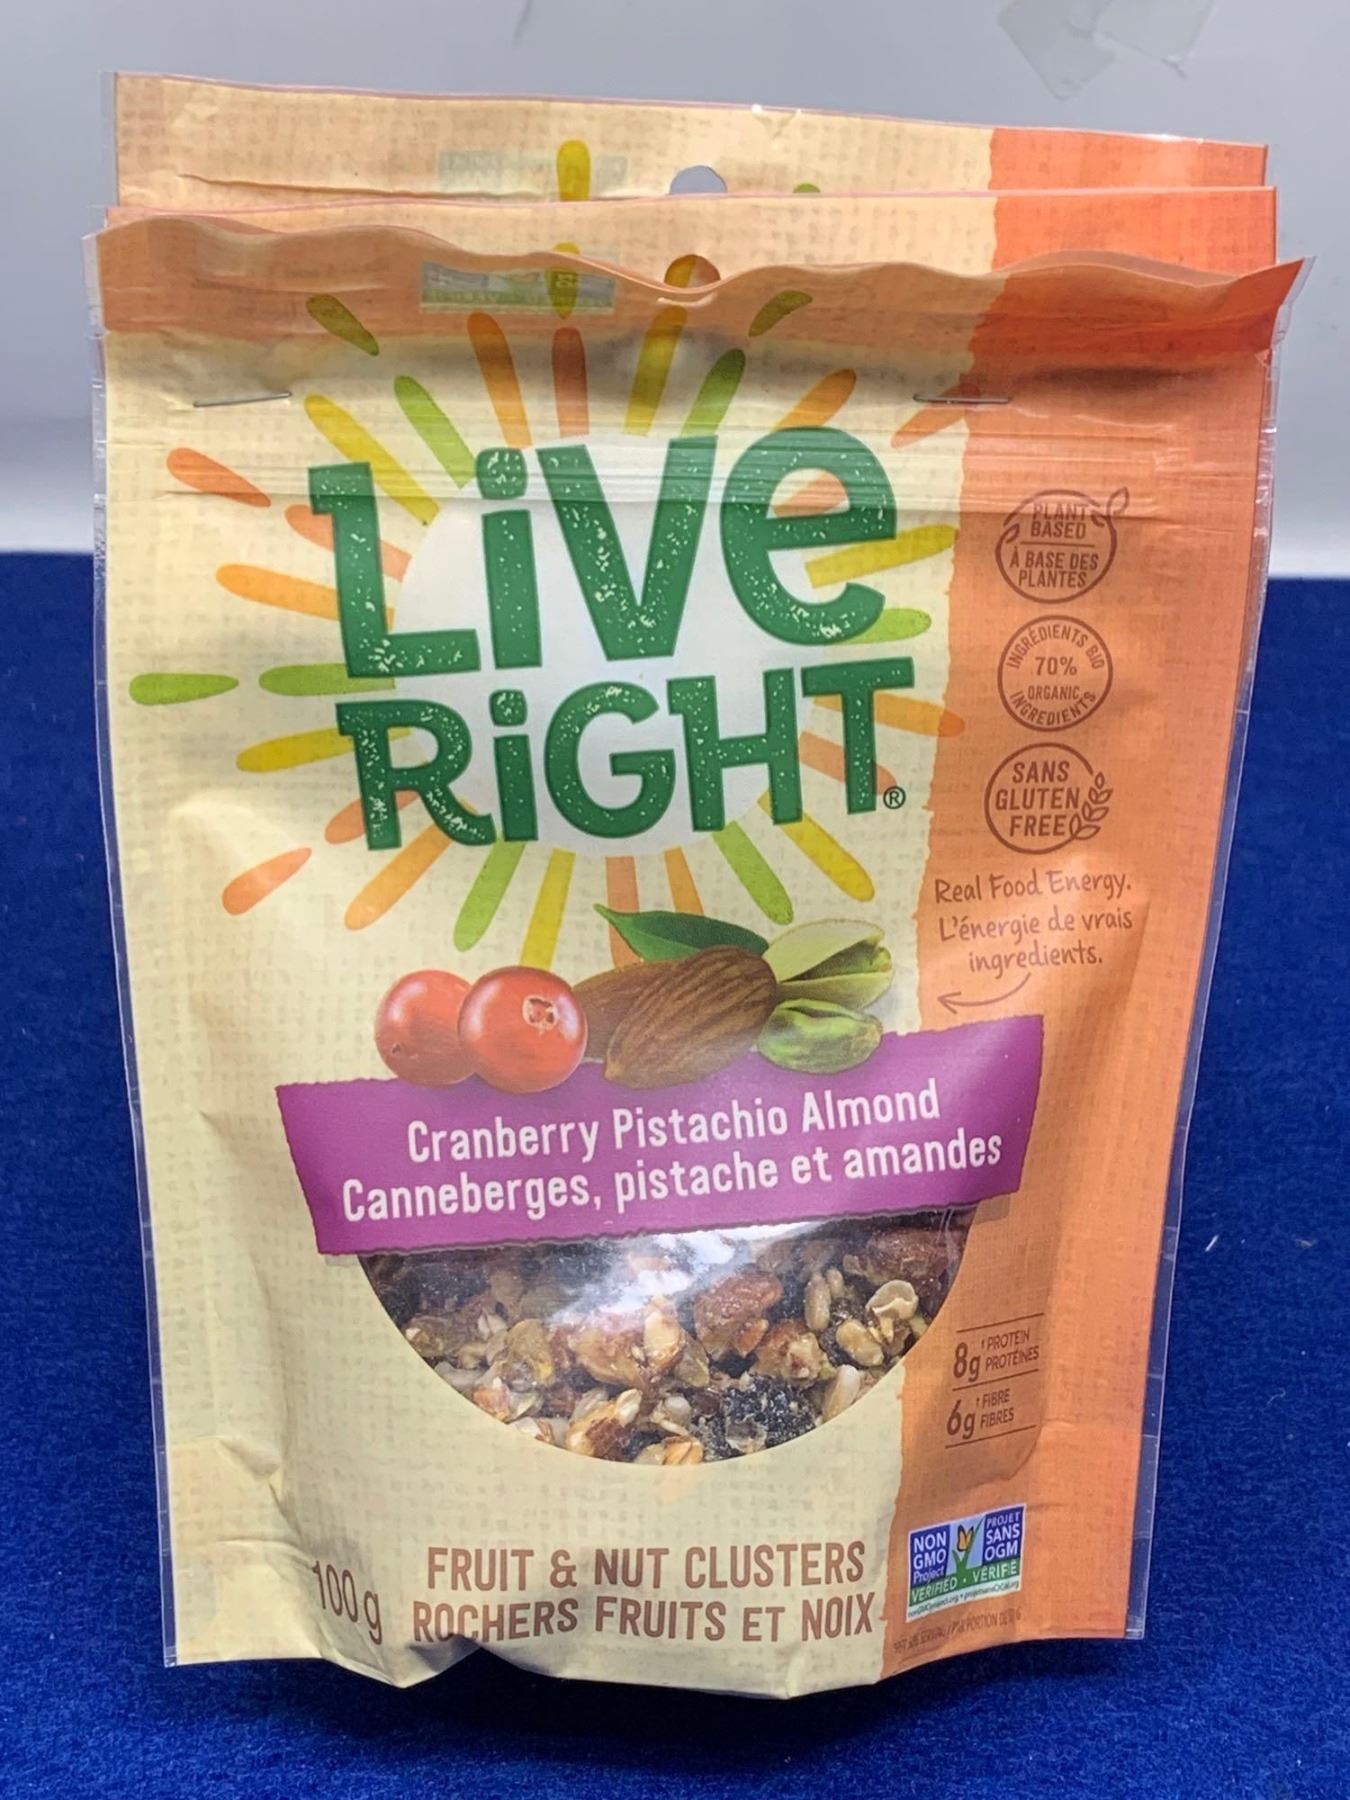 Live
RiGHT®
PLANT
BASED
À BASE DES
PLANTES
INGRÉDIENTS BIO
70%
ORGANIC
INGREDIENTS
SANS
GLUTEN
FREE
Real Food Energy.
L'énergie de vrais
ingredients.
Cranberry Pistachio Almond
Canneberges, pistache et amandes
8g PROTEIN
PROTÉINES
6g FIBRE
FIBRES
NON
GMO
Project
PROJET
SANS
OGM
VERIFIED • VÉRIFIÉ
100 g
FRUIT & NUT CLUSTERS
ROCHERS FRUITS ET NOIX